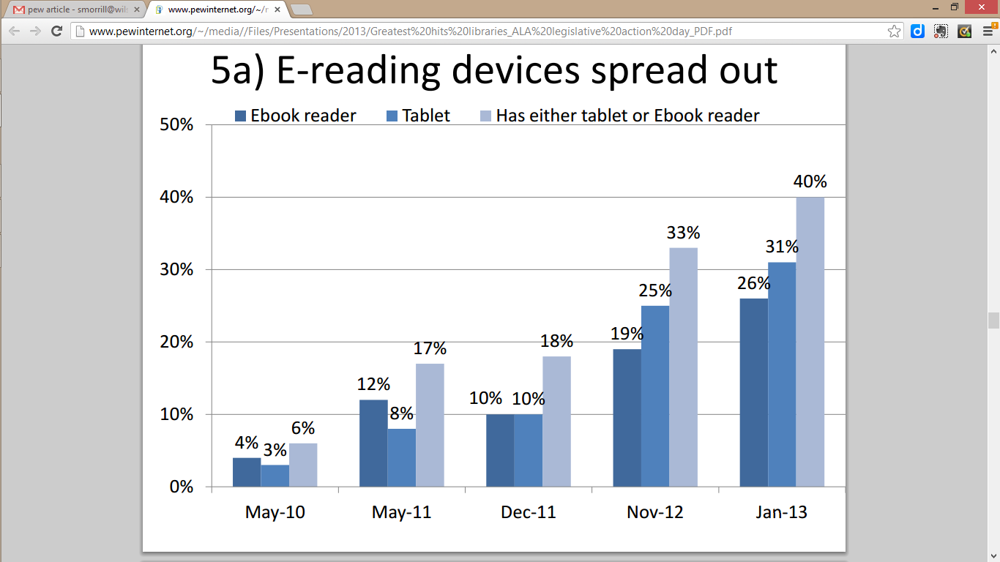 pew article - smorrill@wil
www.pewinternet.org/~/r
www.pewinternet.org/~/media//Files/Presentations/2013/Greatest%20hits%20libraries_ALA%20legislative%20action%20day_PDF.pdf
5a) E-reading devices spread out
Ebook reader Tablet Has either tablet or Ebook reader
50%
40%
30%
20%
10%
0%
4% 3% 6%
12% 8% 17%
10% 10% 18%
19% 25% 33%
26% 31% 40%
May-10 May-11 Dec-11 Nov-12 Jan-13